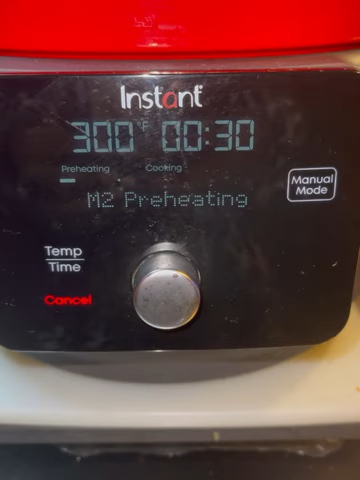 Instant
300 °F 00:30
Preheating Cooking
M2 Preheating
Manual
Mode
Temp
Time
Cancel